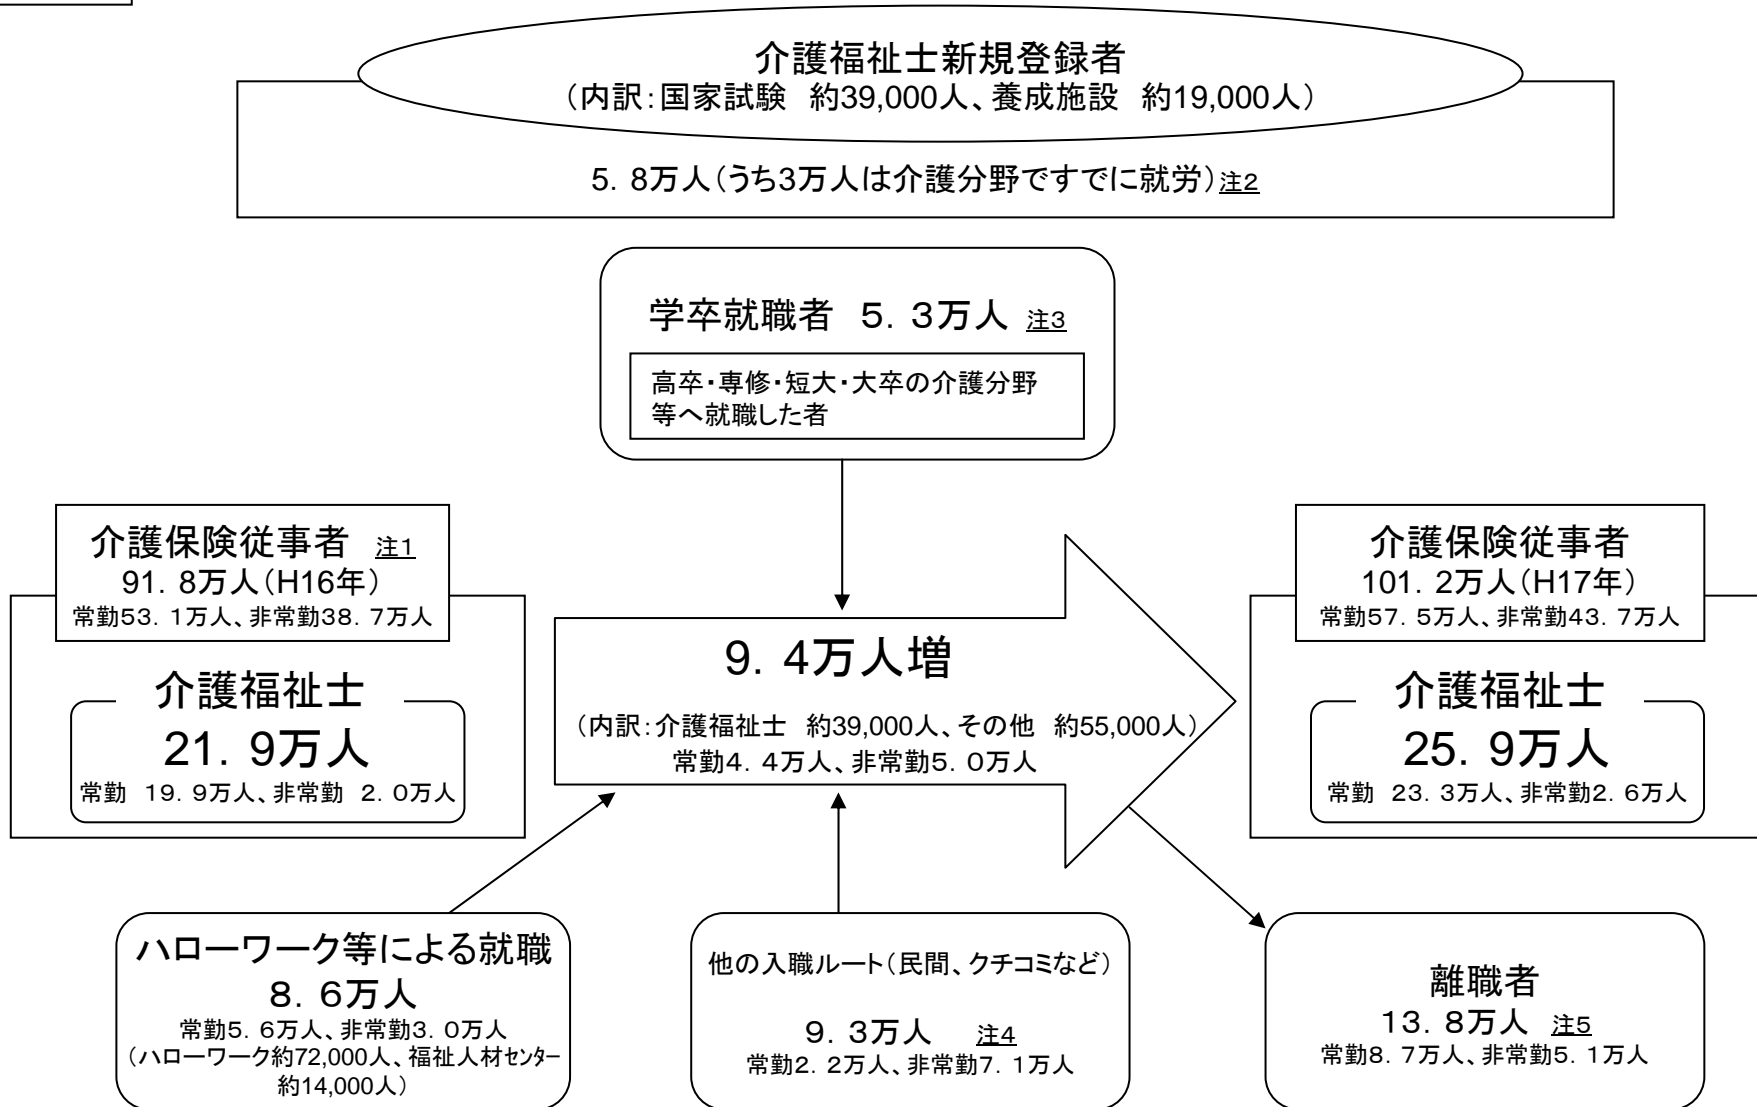 介護福祉士新規登録者
（内訳：国家試験　約39,000人、養成施設　約19,000人）
5．8万人（うち3万人は介護分野ですでに就労）注2
学卒就職者　５．３万人　注3
高卒・専修・短大・大卒の介護分野
等へ就職した者
介護保険従事者　注1
91．8万人（H16年）
常勤53．1万人、非常勤38．7万人
介護福祉士
21．9万人
常勤　19．9万人、非常勤　2．0万人
9．4万人増
（内訳：介護福祉士　約39,000人、その他　約55,000人）
常勤4．4万人、非常勤5．0万人
介護保険従事者
101．2万人（H17年）
常勤57．5万人、非常勤43．7万人
介護福祉士
25．9万人
常勤　23．3万人、非常勤2．6万人
ハローワーク等による就職
8．6万人
常勤5．6万人、非常勤3．0万人
（ハローワーク約72,000人、福祉人材ｾﾝﾀｰ
約14,000人）
他の入職ルート（民間、クチコミなど）
9．3万人　注4
常勤2．2万人、非常勤7．1万人
離職者
13．8万人　注5
常勤8．7万人、非常勤5．1万人